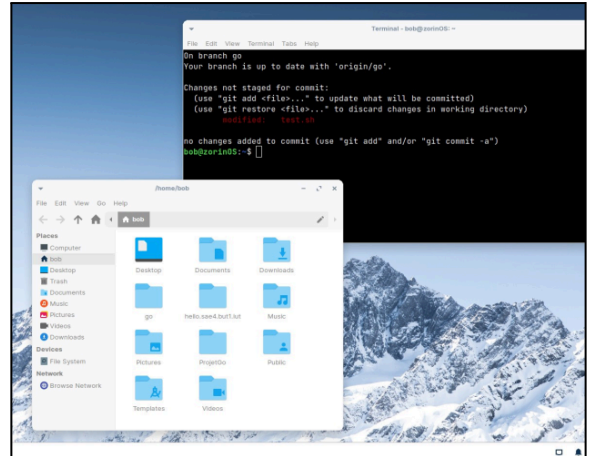 Terminal - bob@zorinOS: ~
File Edit View Terminal Tabs Help
On branch go
Your branch is up to date with 'origin/go'.
Changes not staged for commit:
(use "git add <file>..." to update what will be committed)
(use "git restore <file>..." to discard changes in working directory)
modified: test.sh
no changes added to commit (use "git add" and/or "git commit -a")
bob@zorinOS:~$
/home/bob
File Edit View Go Help
bob
Places
Computer
bob
Desktop
Trash
Documents
Music
Pictures
Videos
Downloads
Devices
File System
Network
Browse Network
Desktop Documents Downloads
go hello.sae4.but1.iut Music
Pictures ProjetGo Public
Templates Videos